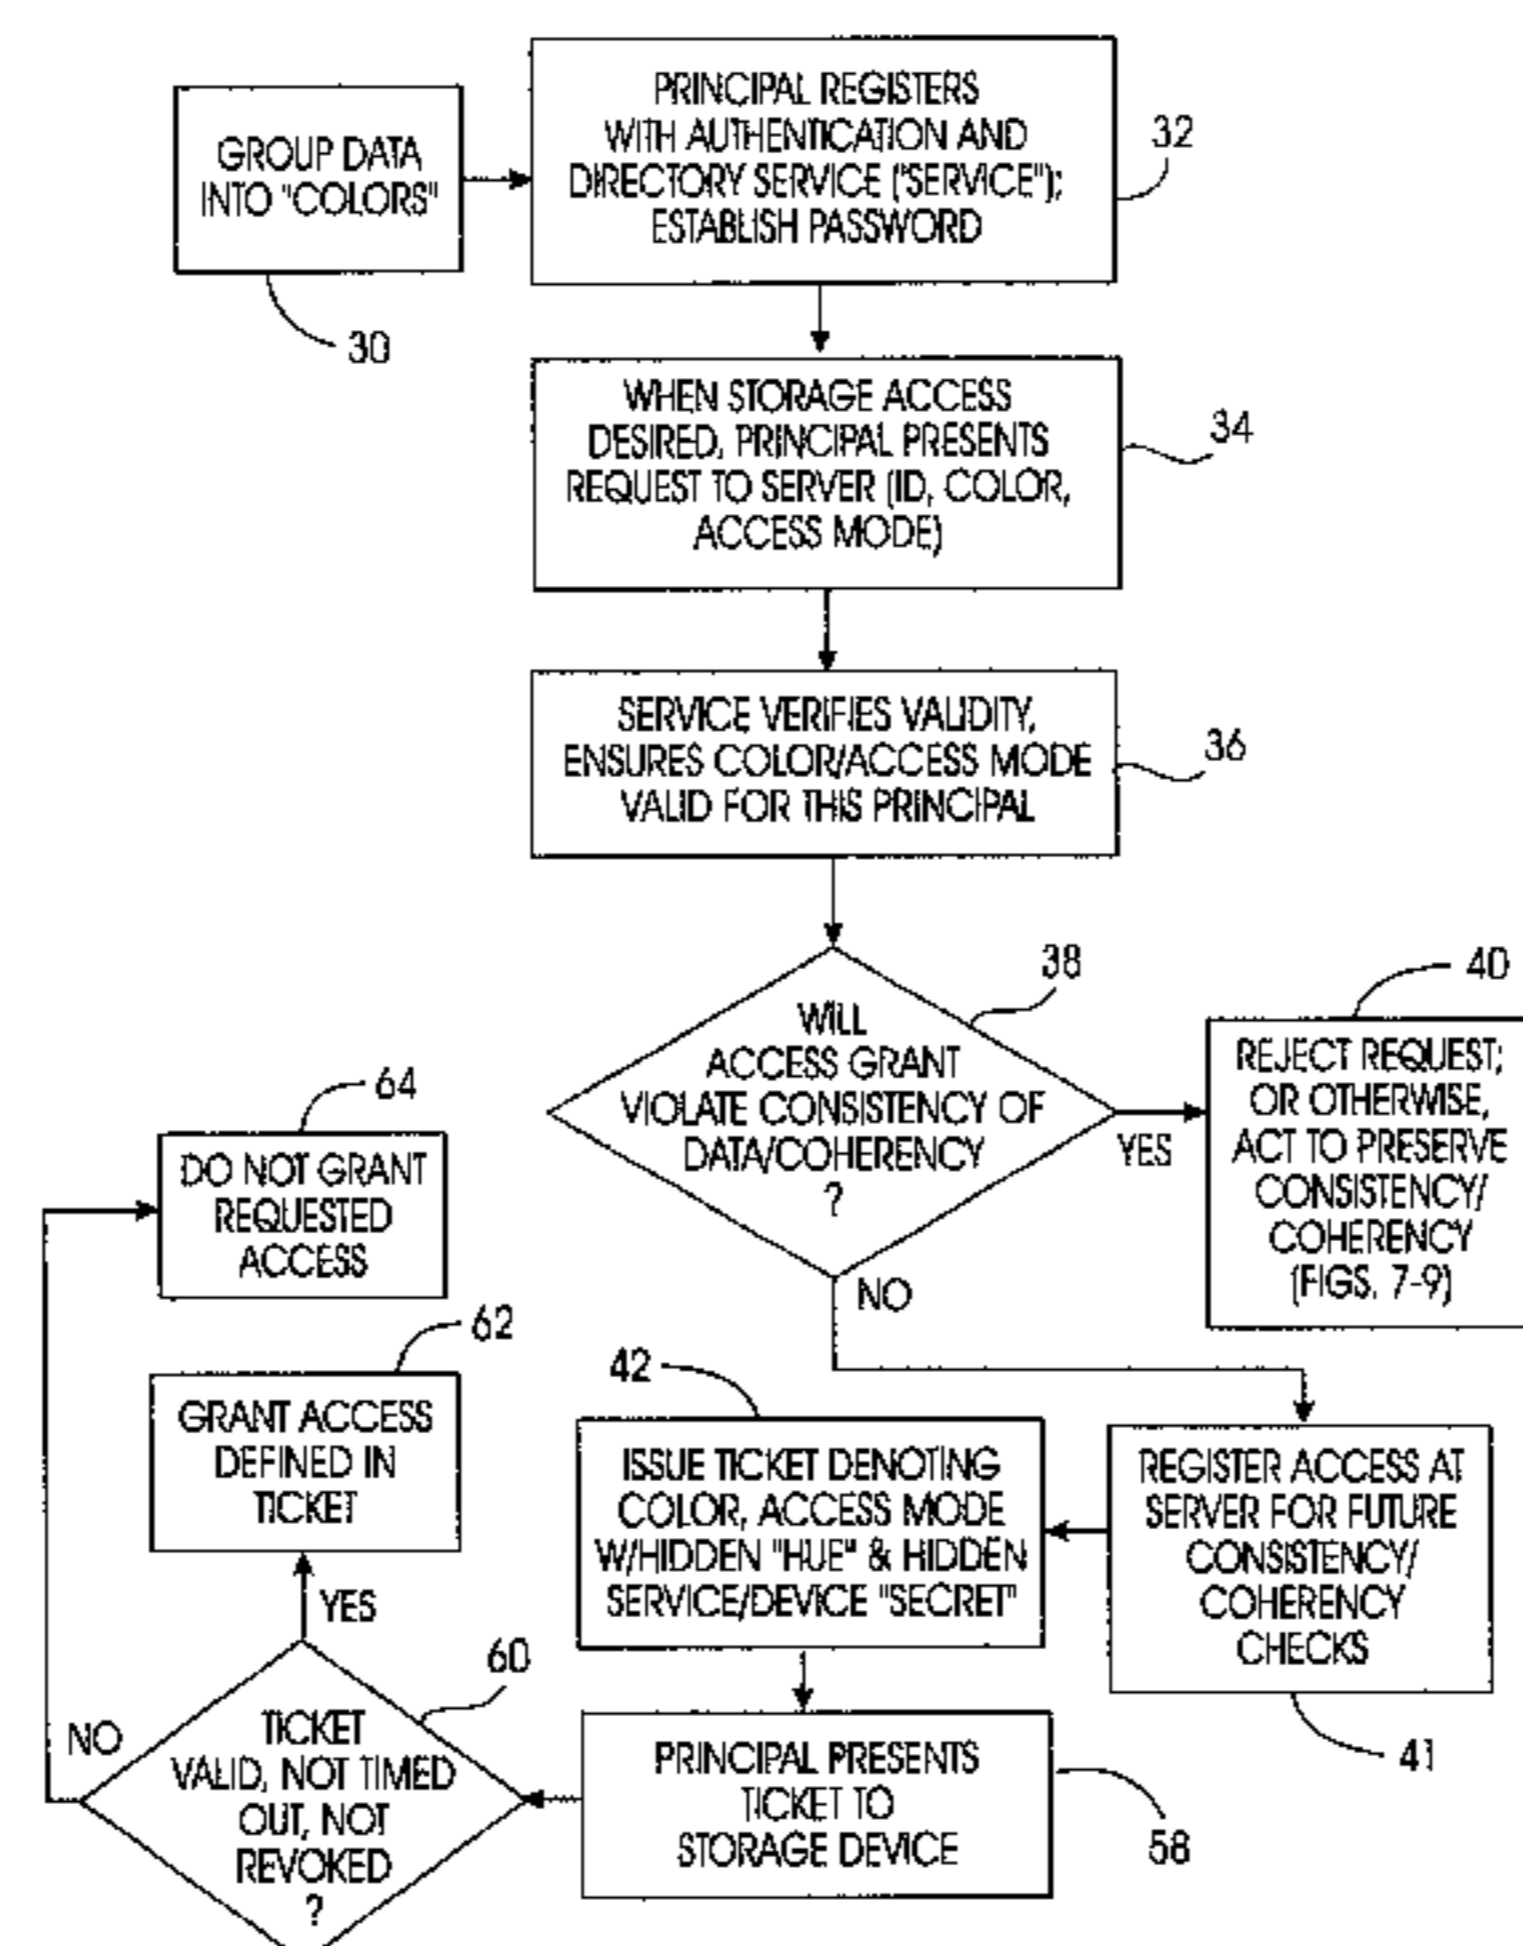 GROUP DATA
INTO "COLORS"
30
PRINCIPAL REGISTERS
WITH AUTHENTICATION AND
DIRECTORY SERVICE ("SERVICE");
ESTABLISH PASSWORD
32
WHEN STORAGE ACCESS
DESIRED, PRINCIPAL PRESENTS
REQUEST TO SERVER (ID, COLOR,
ACCESS MODE)
34
SERVICE VERIFIES VALIDITY,
ENSURES COLOR/ACCESS MODE
VALID FOR THIS PRINCIPAL
36
WILL
ACCESS GRANT
VIOLATE CONSISTENCY OF
DATA/COHERENCY
?
38
YES
NO
REJECT REQUEST;
OR OTHERWISE,
ACT TO PRESERVE
CONSISTENCY/
COHERENCY
(FIGS. 7-9)
40
REGISTER ACCESS AT
SERVER FOR FUTURE
CONSISTENCY/
COHERENCY
CHECKS
41
42
ISSUE TICKET DENOTING
COLOR, ACCESS MODE
W/HIDDEN "HUE" & HIDDEN
SERVICE/DEVICE "SECRET"
PRINCIPAL PRESENTS
TICKET TO
STORAGE DEVICE
58
60
TICKET
VALID, NOT TIMED
OUT, NOT
REVOKED
?
YES
NO
62
GRANT ACCESS
DEFINED IN
TICKET
64
DO NOT GRANT
REQUESTED
ACCESS